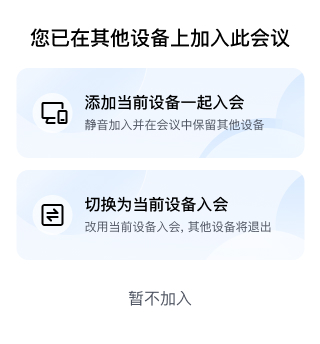 您已在其他设备上加入此会议
添加当前设备一起入会
静音加入并在会议中保留其他设备
切换为当前设备入会
改用当前设备入会, 其他设备将退出
暂不加入